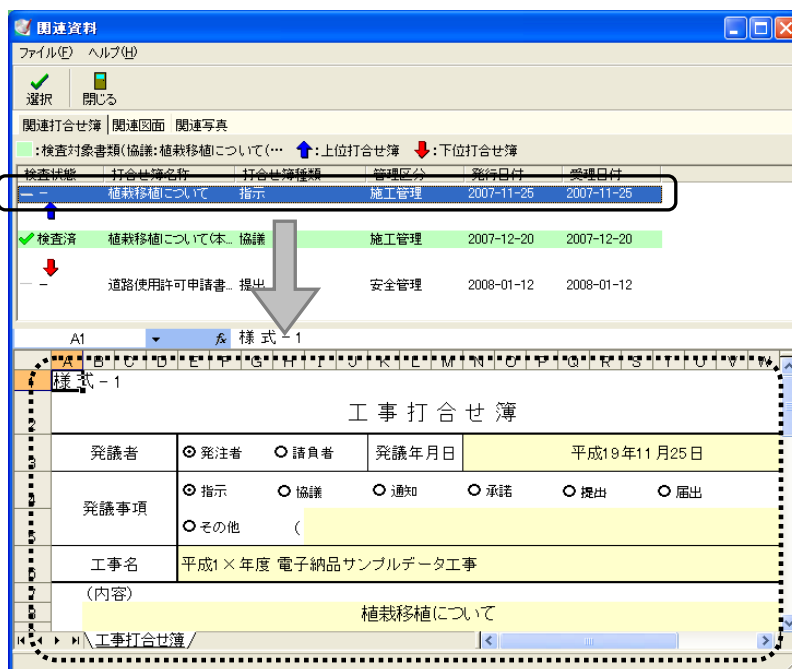 関連資料
ファイル(F) ヘルプ(H)
選択 閉じる
関連打合せ簿 関連図面 関連写真
:検査対象書類(協議:植栽移植について(… :上位打合せ簿 :下位打合せ簿
検査状態 打合せ簿名称 打合せ簿種類 管理区分 発行日付 受理日付
－ － 植栽移植について 指示 施工管理 2007-11-25 2007-11-25
検査済 植栽移植について(本... 協議 施工管理 2007-12-20 2007-12-20
－ － 道路使用許可申請書... 提出 安全管理 2008-01-12 2008-01-12
A1 fx 様式－1
A B C D E F G H I J K L M N O P Q R S T U V W
1 様式－1
2 工事打合せ簿
3 発議者 発注者 請負者 発議年月日 平成19年11月25日
4 発議事項 指示 協議 通知 承諾 提出 届出
5 その他 (
6 工事名 平成1×年度 電子納品サンプルデータ工事
7 (内容)
8 植栽移植について
工事打合せ簿